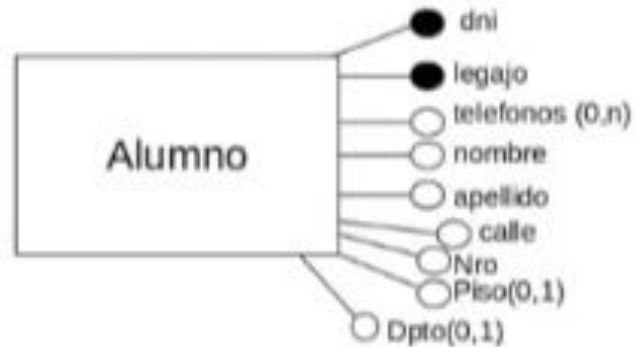 Alumno
dni
legajo
telefonos (0,n)
nombre
apellido
calle
Nro
Piso(0,1)
Dpto(0,1)